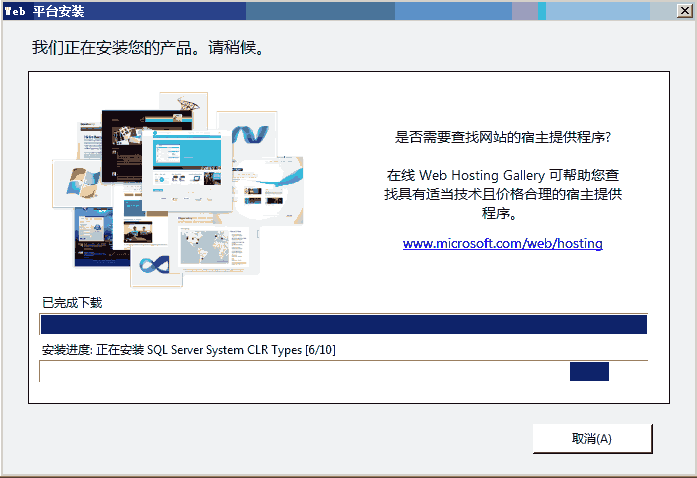 Web 平台安装
我们正在安装您的产品。请稍候。
是否需要查找网站的宿主提供程序?
在线 Web Hosting Gallery 可帮助您查
找具有适当技术且价格合理的宿主提供
程序。
www.microsoft.com/web/hosting
已完成下载
安装进度: 正在安装 SQL Server System CLR Types [6/10]
取消(A)